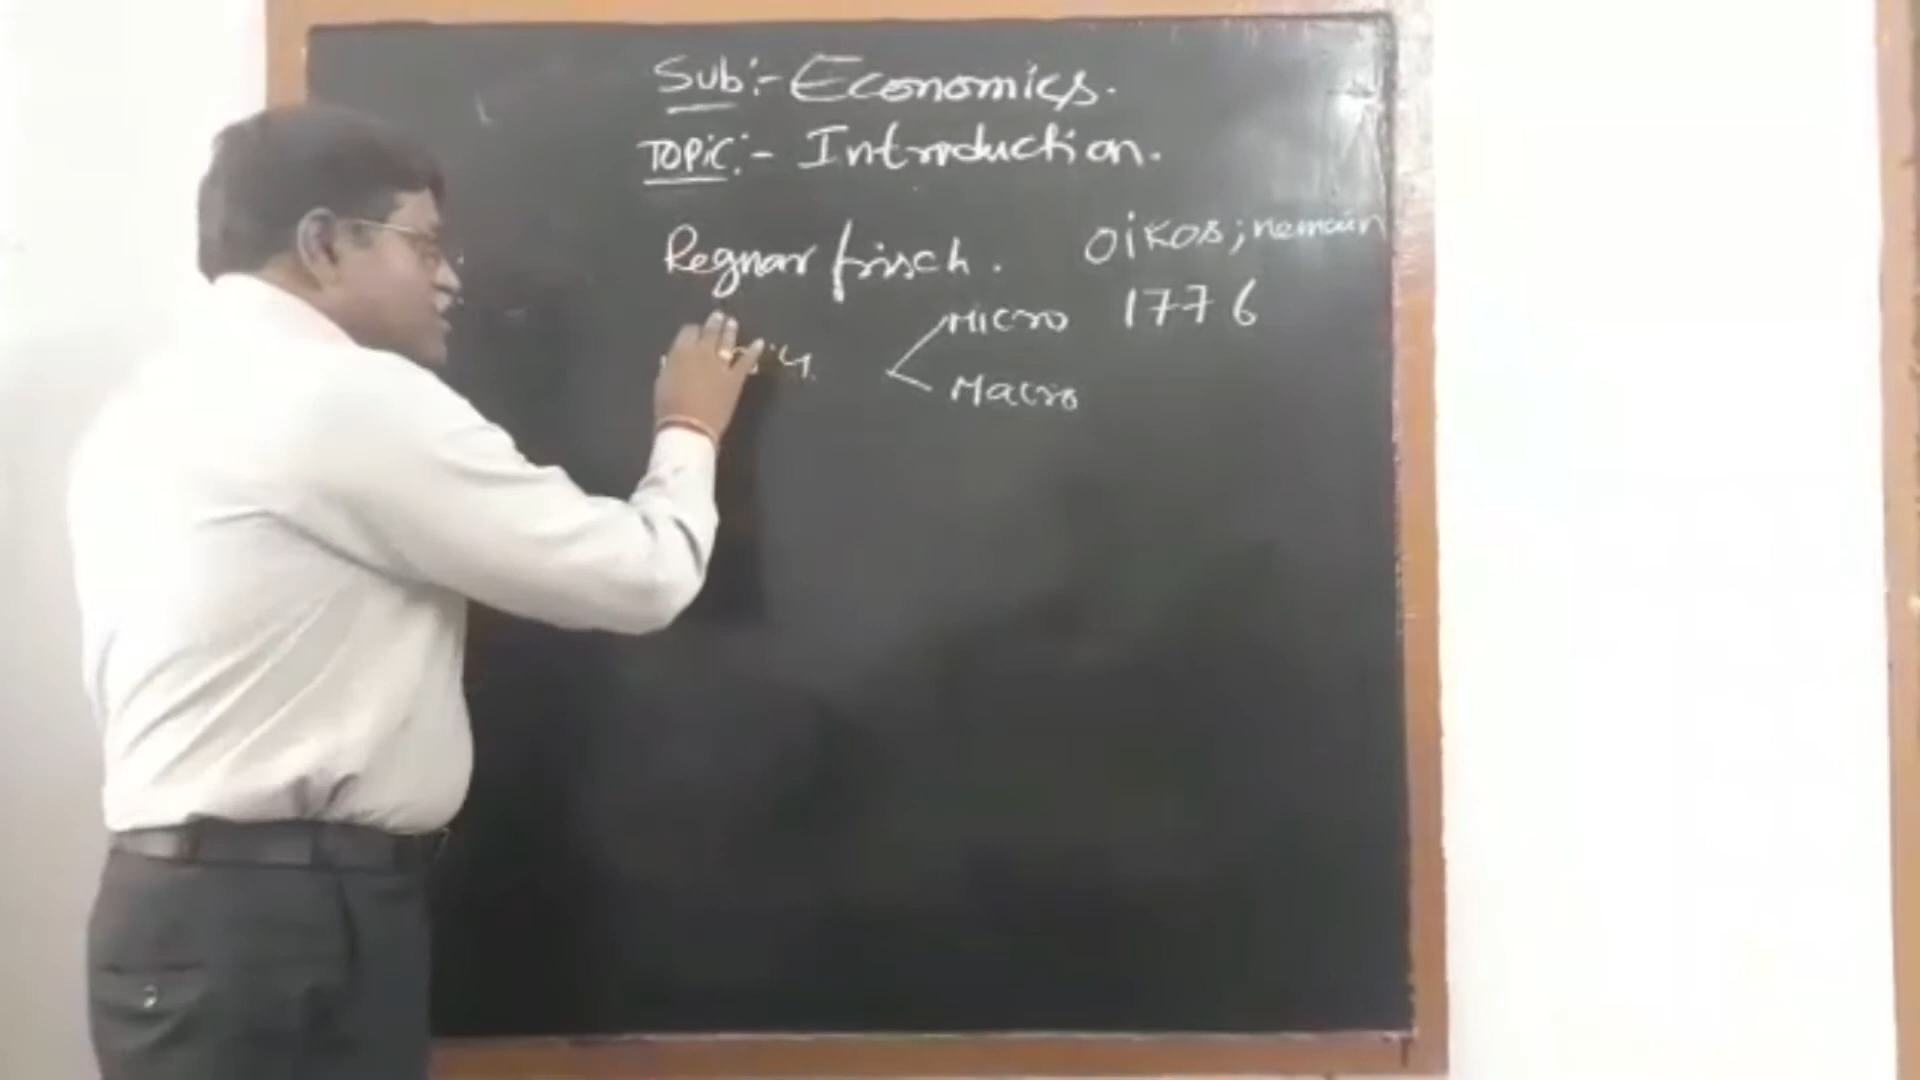 Sub:- Economics.
Topic:- Introduction.
Regnar frisch.
oikos; nemain
1776
Micro
Macro